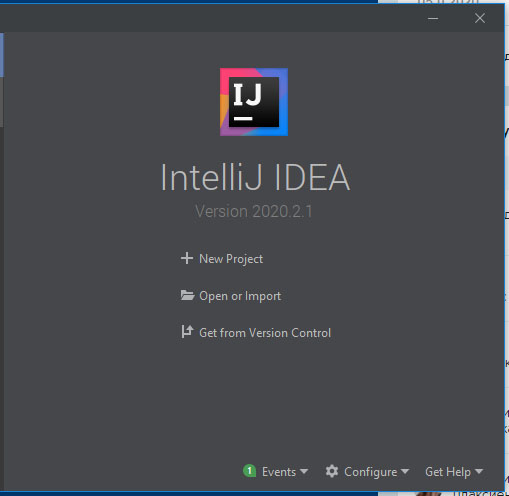 IJ
IntelliJ IDEA
Version 2020.2.1
New Project
Open or Import
Get from Version Control
1 Events Configure Get Help